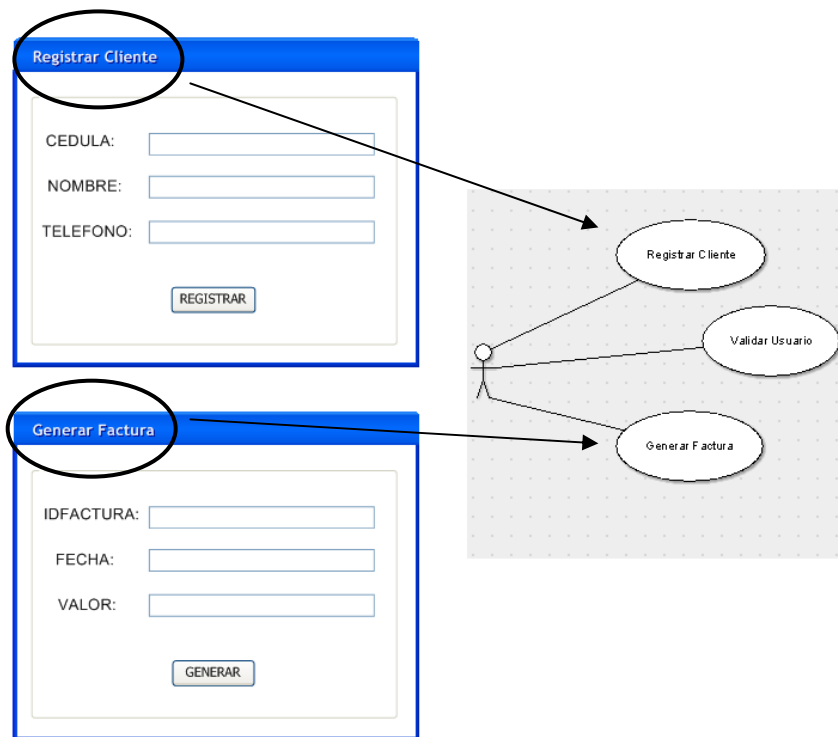 Registrar Cliente
CEDULA:
NOMBRE:
TELEFONO:
REGISTRAR
Generar Factura
IDFACTURA:
FECHA:
VALOR:
GENERAR
Registrar Cliente
Validar Usuario
Generar Factura